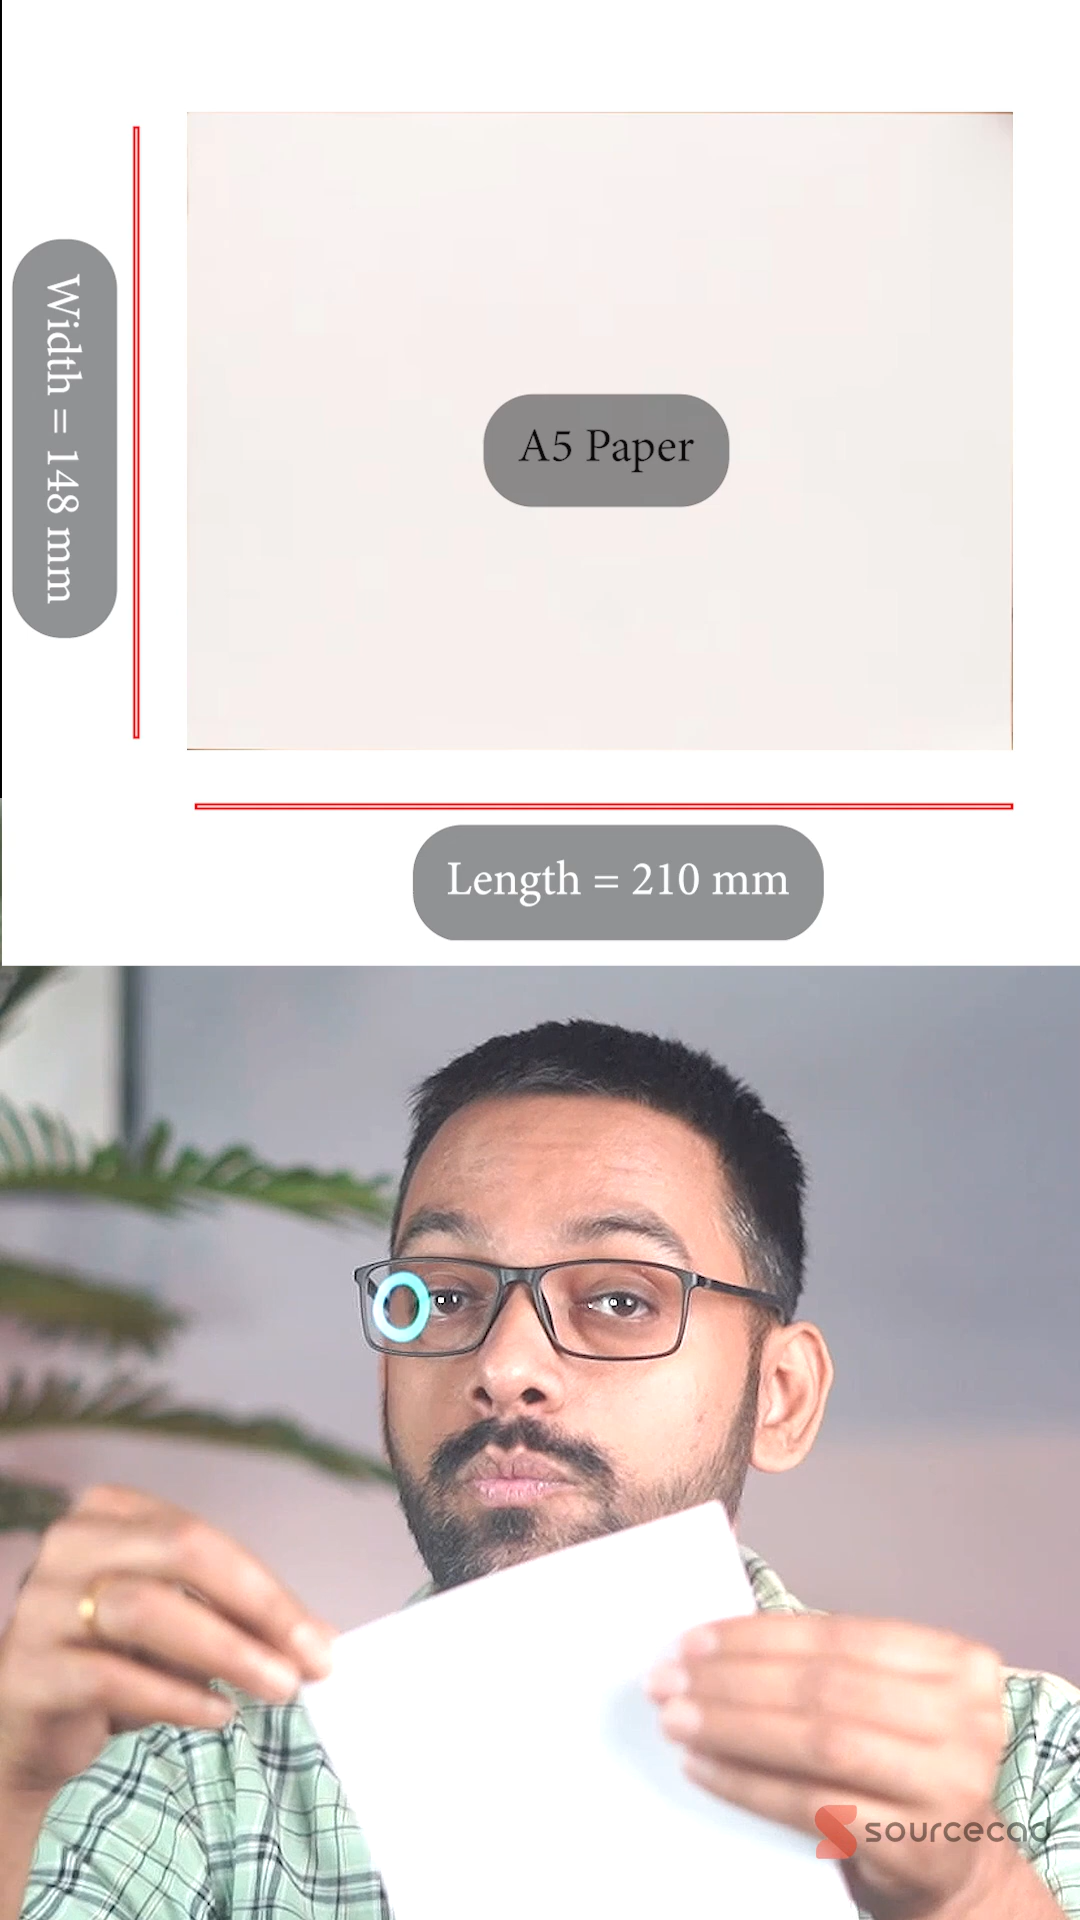 Width = 148 mm
A5 Paper
Length = 210 mm
sourcecad